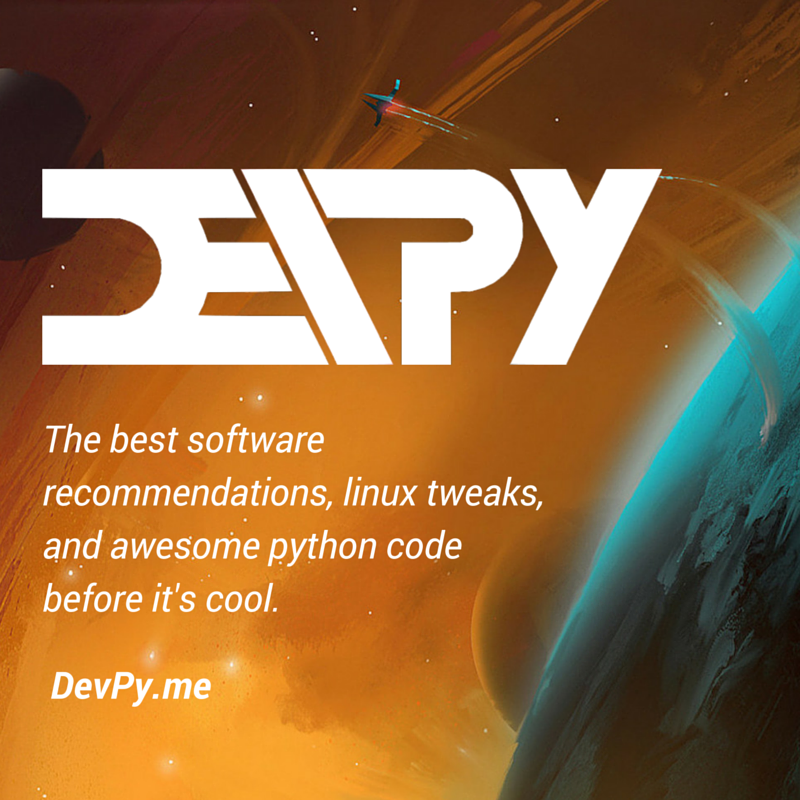 DEVPY
The best software
recommendations, linux tweaks,
and awesome python code
before it's cool.
DevPy.me